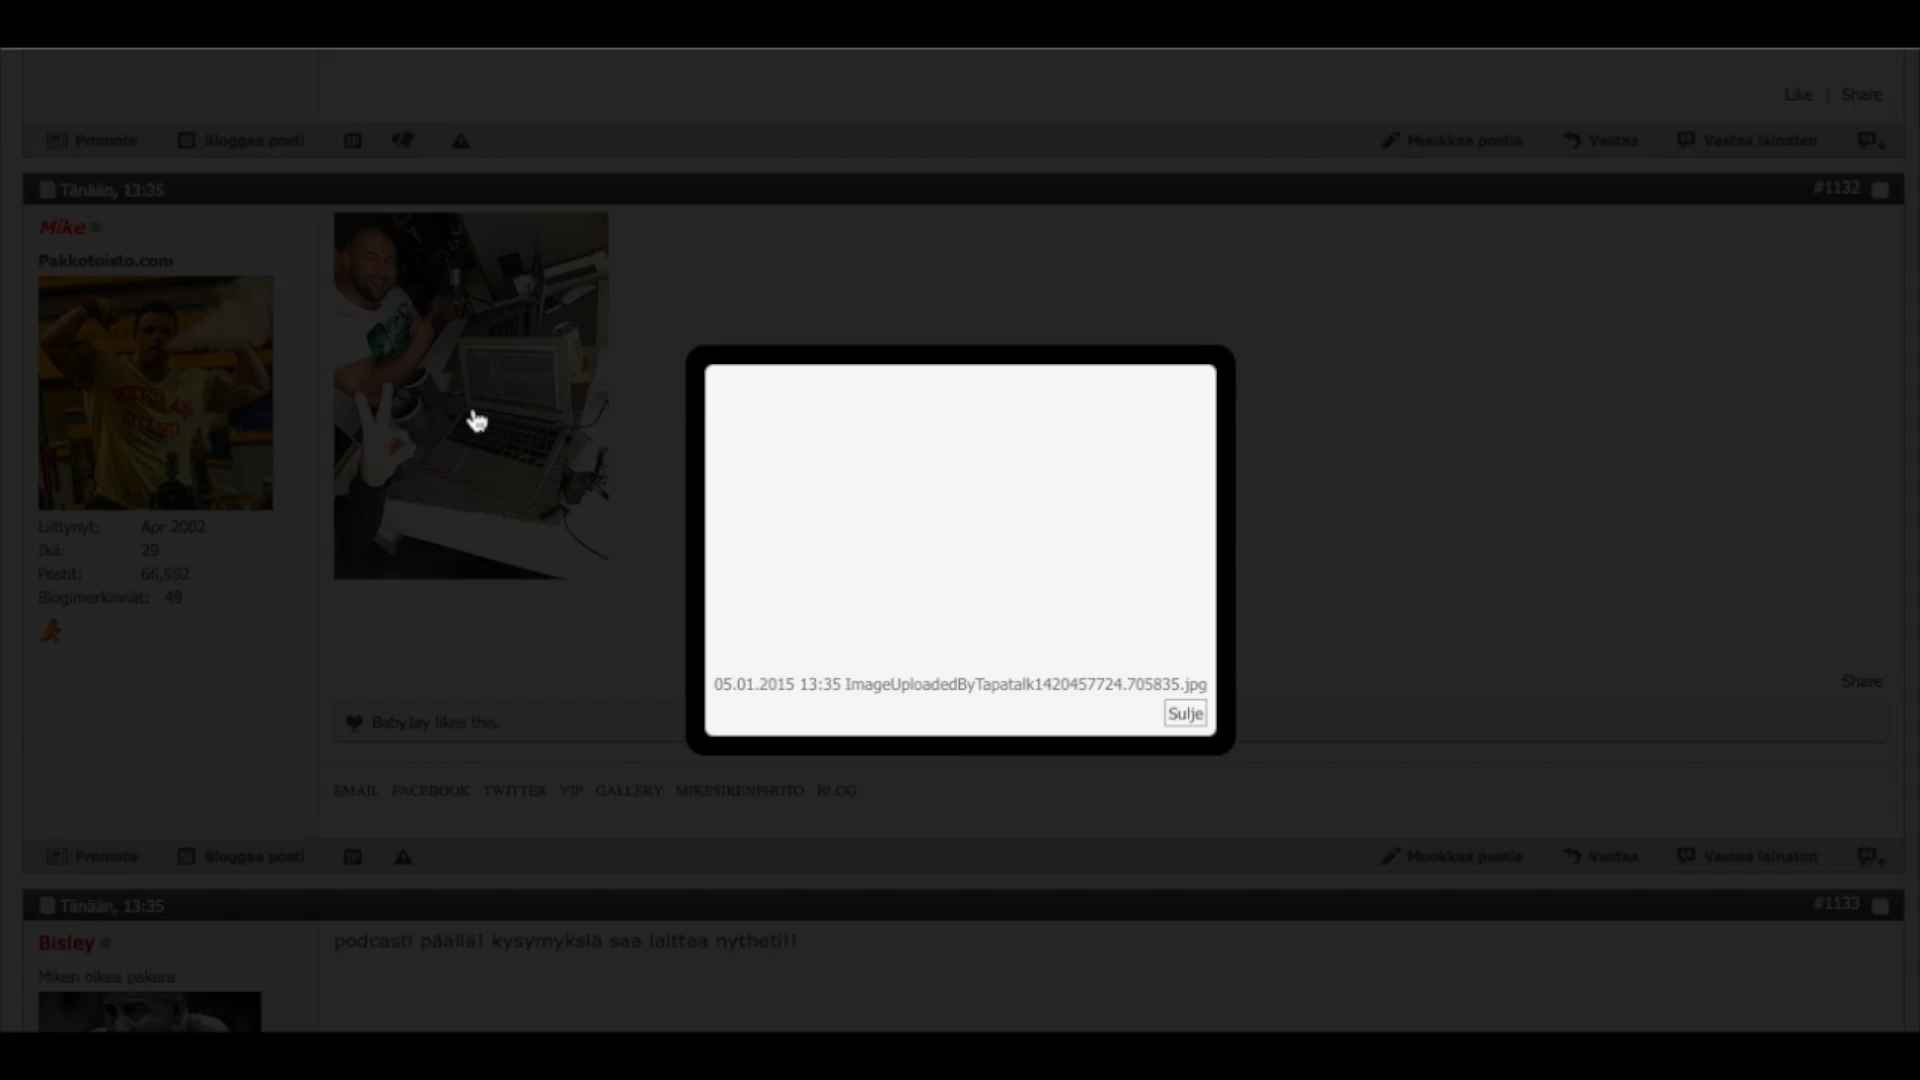 Like | Share
Promote Bloggaa posti IP Muokkaa postia Vastaa Vastaa lainaten
Tänään, 13:35 #1132
Mike
Pakkotoisto.com
Liittynyt: Apr 2002
Ikä: 29
Postit: 66,592
Blogimerkinnät: 49
05.01.2015 13:35 ImageUploadedByTapatalk1420457724.705835.jpg
Sulje
Share
BabyJay likes this.
EMAIL FACEBOOK TWITTER VIP GALLERY MIKESIRENPHOTO BLOG
Promote Bloggaa posti IP Muokkaa postia Vastaa Vastaa lainaten
Tänään, 13:35 #1133
Bisley
Miken oikea pakara
podcasti päällä! kysymyksiä saa laittaa nytheti!!